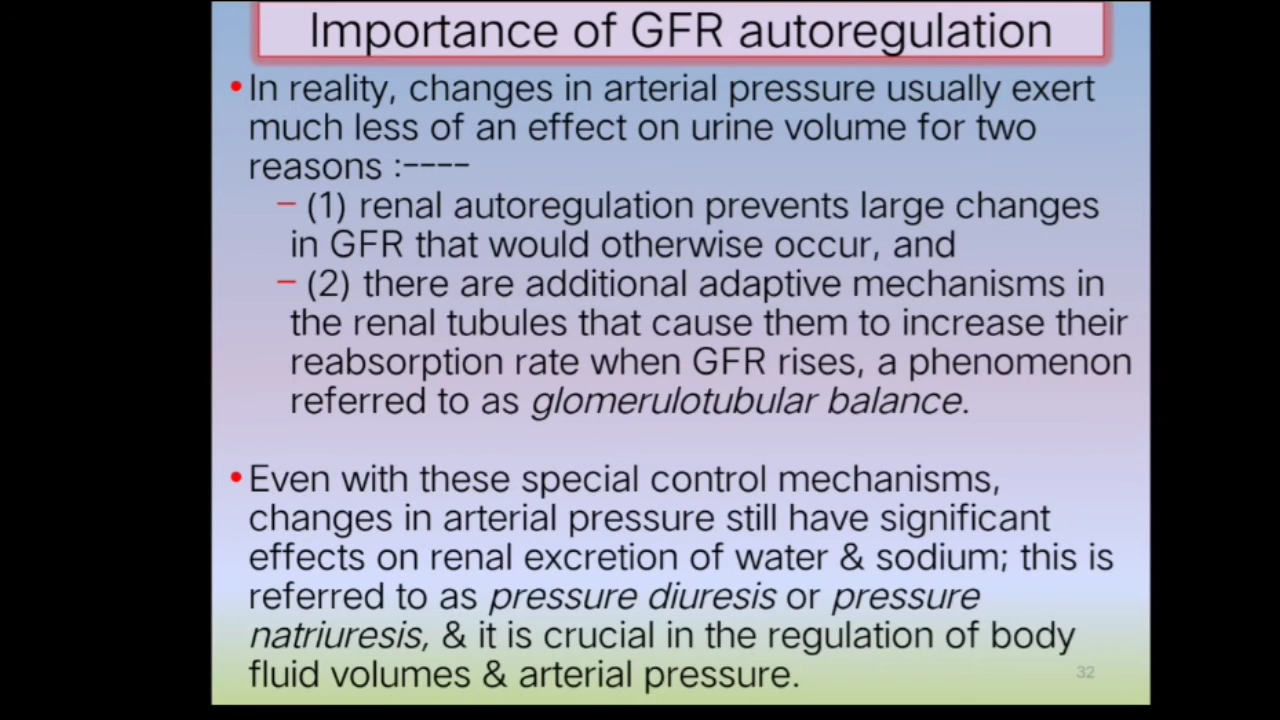 Importance of GFR autoregulation
•In reality, changes in arterial pressure usually exert
much less of an effect on urine volume for two
reasons :----
– (1) renal autoregulation prevents large changes
in GFR that would otherwise occur, and
– (2) there are additional adaptive mechanisms in
the renal tubules that cause them to increase their
reabsorption rate when GFR rises, a phenomenon
referred to as glomerulotubular balance.
•Even with these special control mechanisms,
changes in arterial pressure still have significant
effects on renal excretion of water & sodium; this is
referred to as pressure diuresis or pressure
natriuresis, & it is crucial in the regulation of body
fluid volumes & arterial pressure.
32